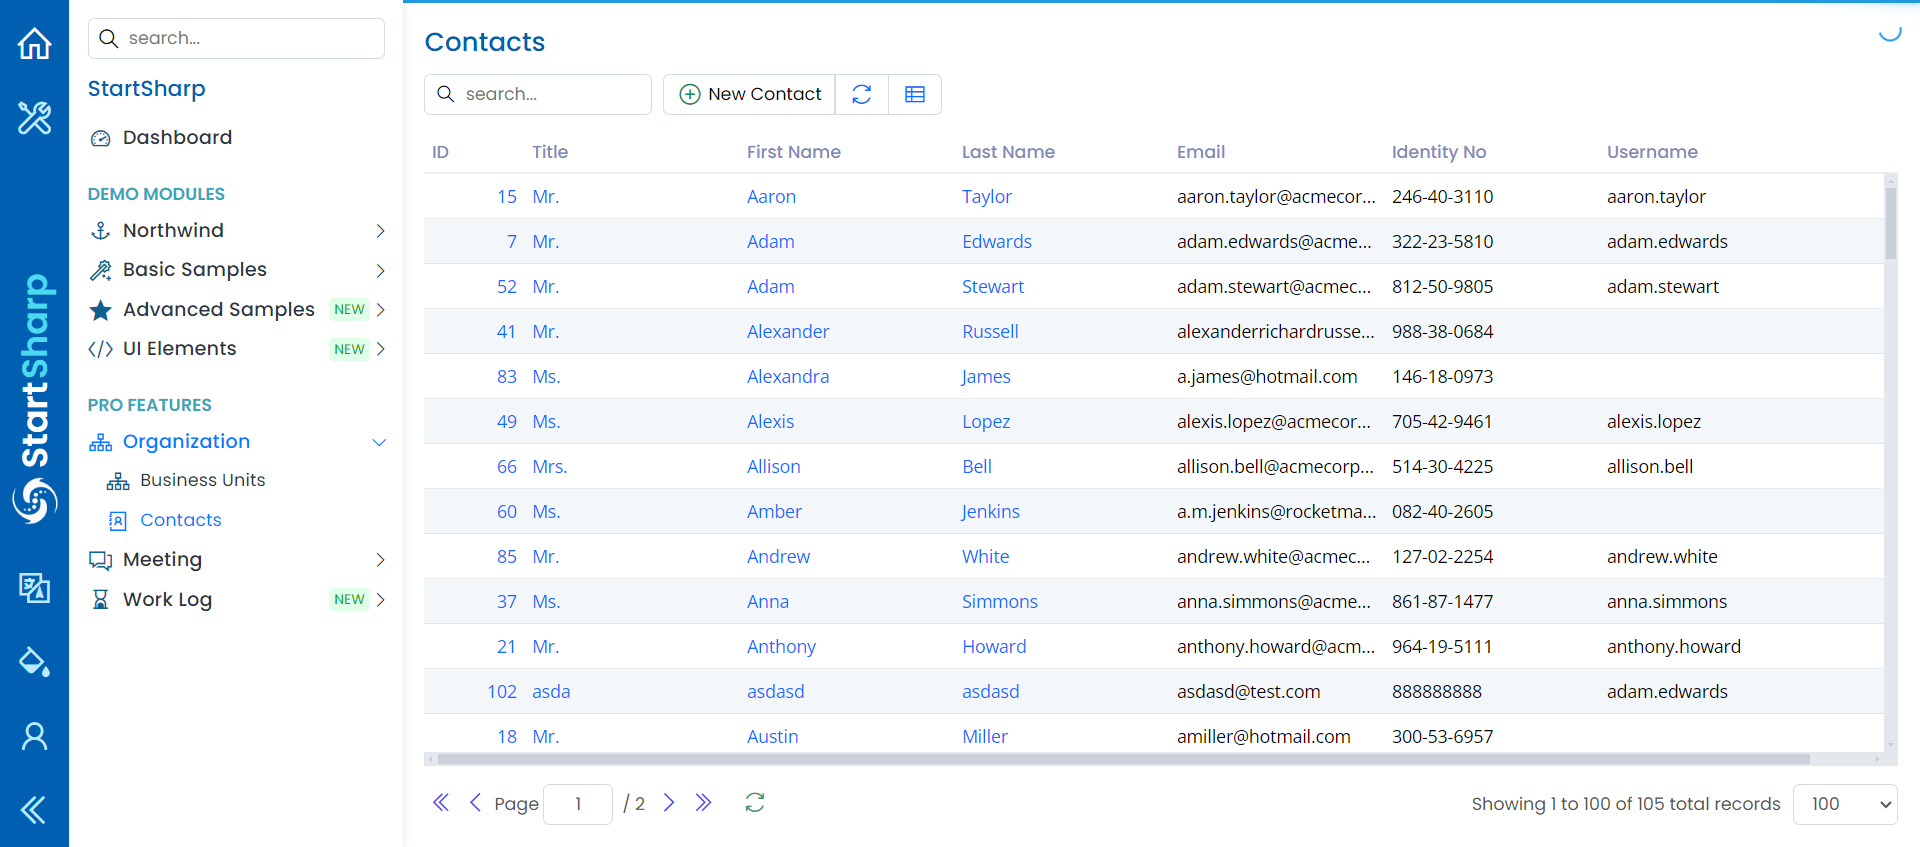 StartSharp
search...
StartSharp
Dashboard
DEMO MODULES
Northwind
Basic Samples
Advanced Samples NEW
UI Elements NEW
PRO FEATURES
Organization
Business Units
Contacts
Meeting
Work Log NEW
Contacts
search...
New Contact
ID Title First Name Last Name Email Identity No Username
15 Mr. Aaron Taylor aaron.taylor@acmecor... 246-40-3110 aaron.taylor
7 Mr. Adam Edwards adam.edwards@acme... 322-23-5810 adam.edwards
52 Mr. Adam Stewart adam.stewart@acmec... 812-50-9805 adam.stewart
41 Mr. Alexander Russell alexanderrichardrusse... 988-38-0684
83 Ms. Alexandra James a.james@hotmail.com 146-18-0973
49 Ms. Alexis Lopez alexis.lopez@acmecor... 705-42-9461 alexis.lopez
66 Mrs. Allison Bell allison.bell@acmecorp... 514-30-4225 allison.bell
60 Ms. Amber Jenkins a.m.jenkins@rocketma... 082-40-2605
85 Mr. Andrew White andrew.white@acmec... 127-02-2254 andrew.white
37 Ms. Anna Simmons anna.simmons@acme... 861-87-1477 anna.simmons
21 Mr. Anthony Howard anthony.howard@acm... 964-19-5111 anthony.howard
102 asda asdasd asdasd asdasd@test.com 888888888 adam.edwards
18 Mr. Austin Miller amiller@hotmail.com 300-53-6957
Page 1 / 2
Showing 1 to 100 of 105 total records 100